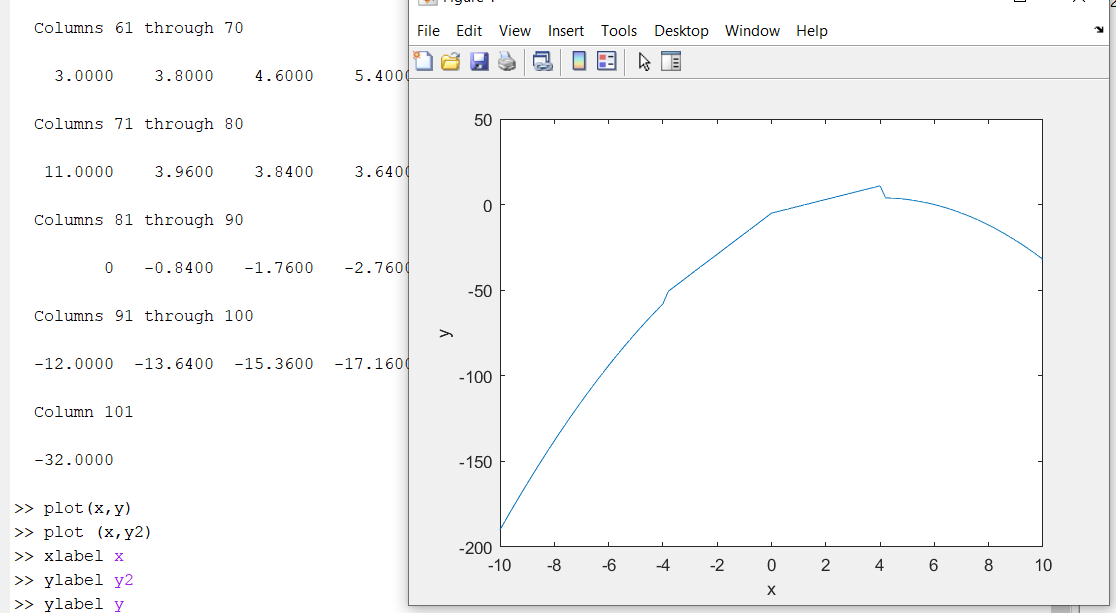 Columns 61 through 70
3.0000 3.8000 4.6000 5.4000
Columns 71 through 80
11.0000 3.9600 3.8400 3.6400
Columns 81 through 90
0 -0.8400 -1.7600 -2.7600
Columns 91 through 100
-12.0000 -13.6400 -15.3600 -17.1600
Column 101
-32.0000
>> plot(x,y)
>> plot (x,y2)
>> xlabel x
>> ylabel y2
>> ylabel y
File Edit View Insert Tools Desktop Window Help
50
0
-50
-100
-150
-200
y
-10 -8 -6 -4 -2 0 2 4 6 8 10
x